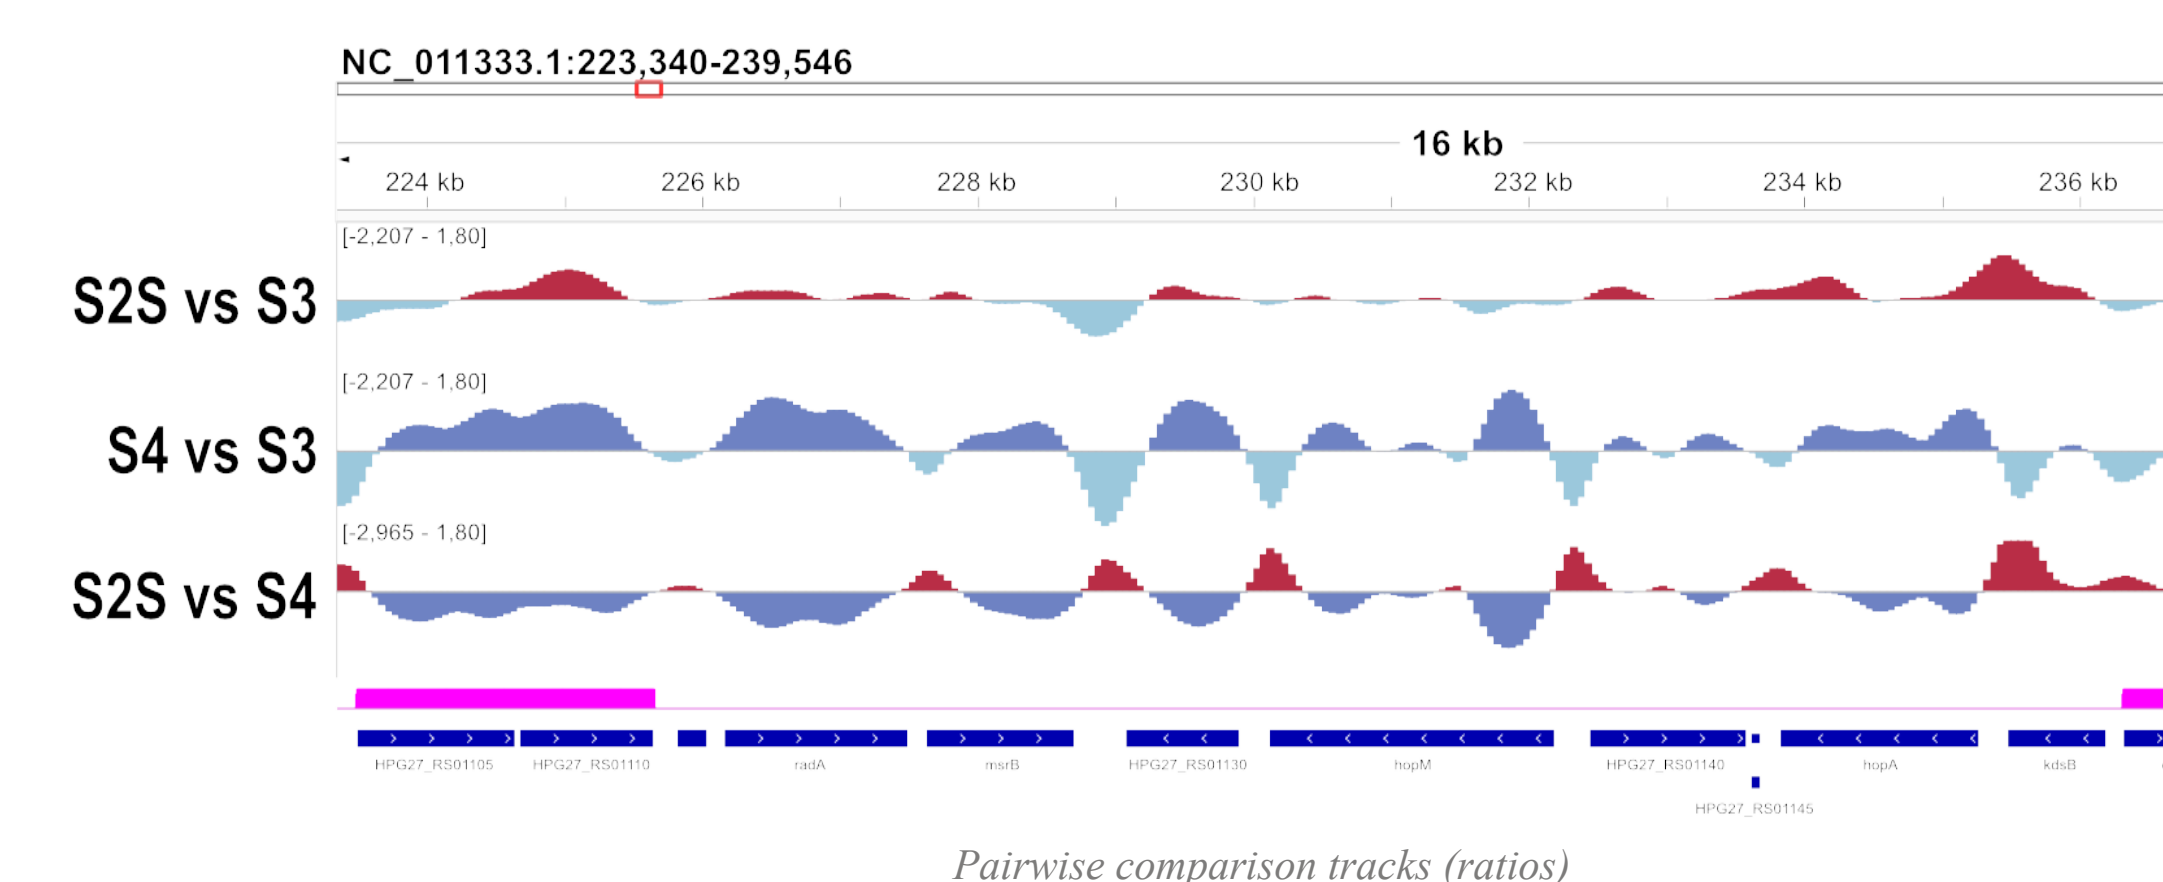 NC_011333.1:223,340-239,546
16 kb
224 kb 226 kb 228 kb 230 kb 232 kb 234 kb 236 kb
[-2,207 - 1,80]
S2S vs S3
[-2,207 - 1,80]
S4 vs S3
[-2,965 - 1,80]
S2S vs S4
HPG27_RS01105 HPG27_RS01110 radA msrB HPG27_RS01130 hopM HPG27_RS01140 hopA kdsB
HPG27_RS01145
Pairwise comparison tracks (ratios)